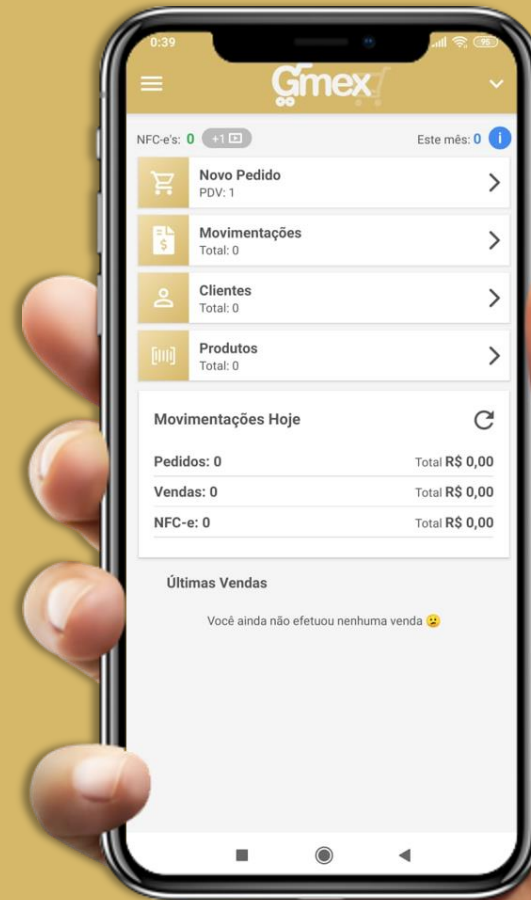 0:39
95
Gmex
NFC-e's: 0 +1
Este mês: 0 i
Novo Pedido
PDV: 1
Movimentações
Total: 0
$
Clientes
Total: 0
Produtos
Total: 0
Movimentações Hoje
Pedidos: 0 Total R$ 0,00
Vendas: 0 Total R$ 0,00
NFC-e: 0 Total R$ 0,00
Últimas Vendas
Você ainda não efetuou nenhuma venda 😟